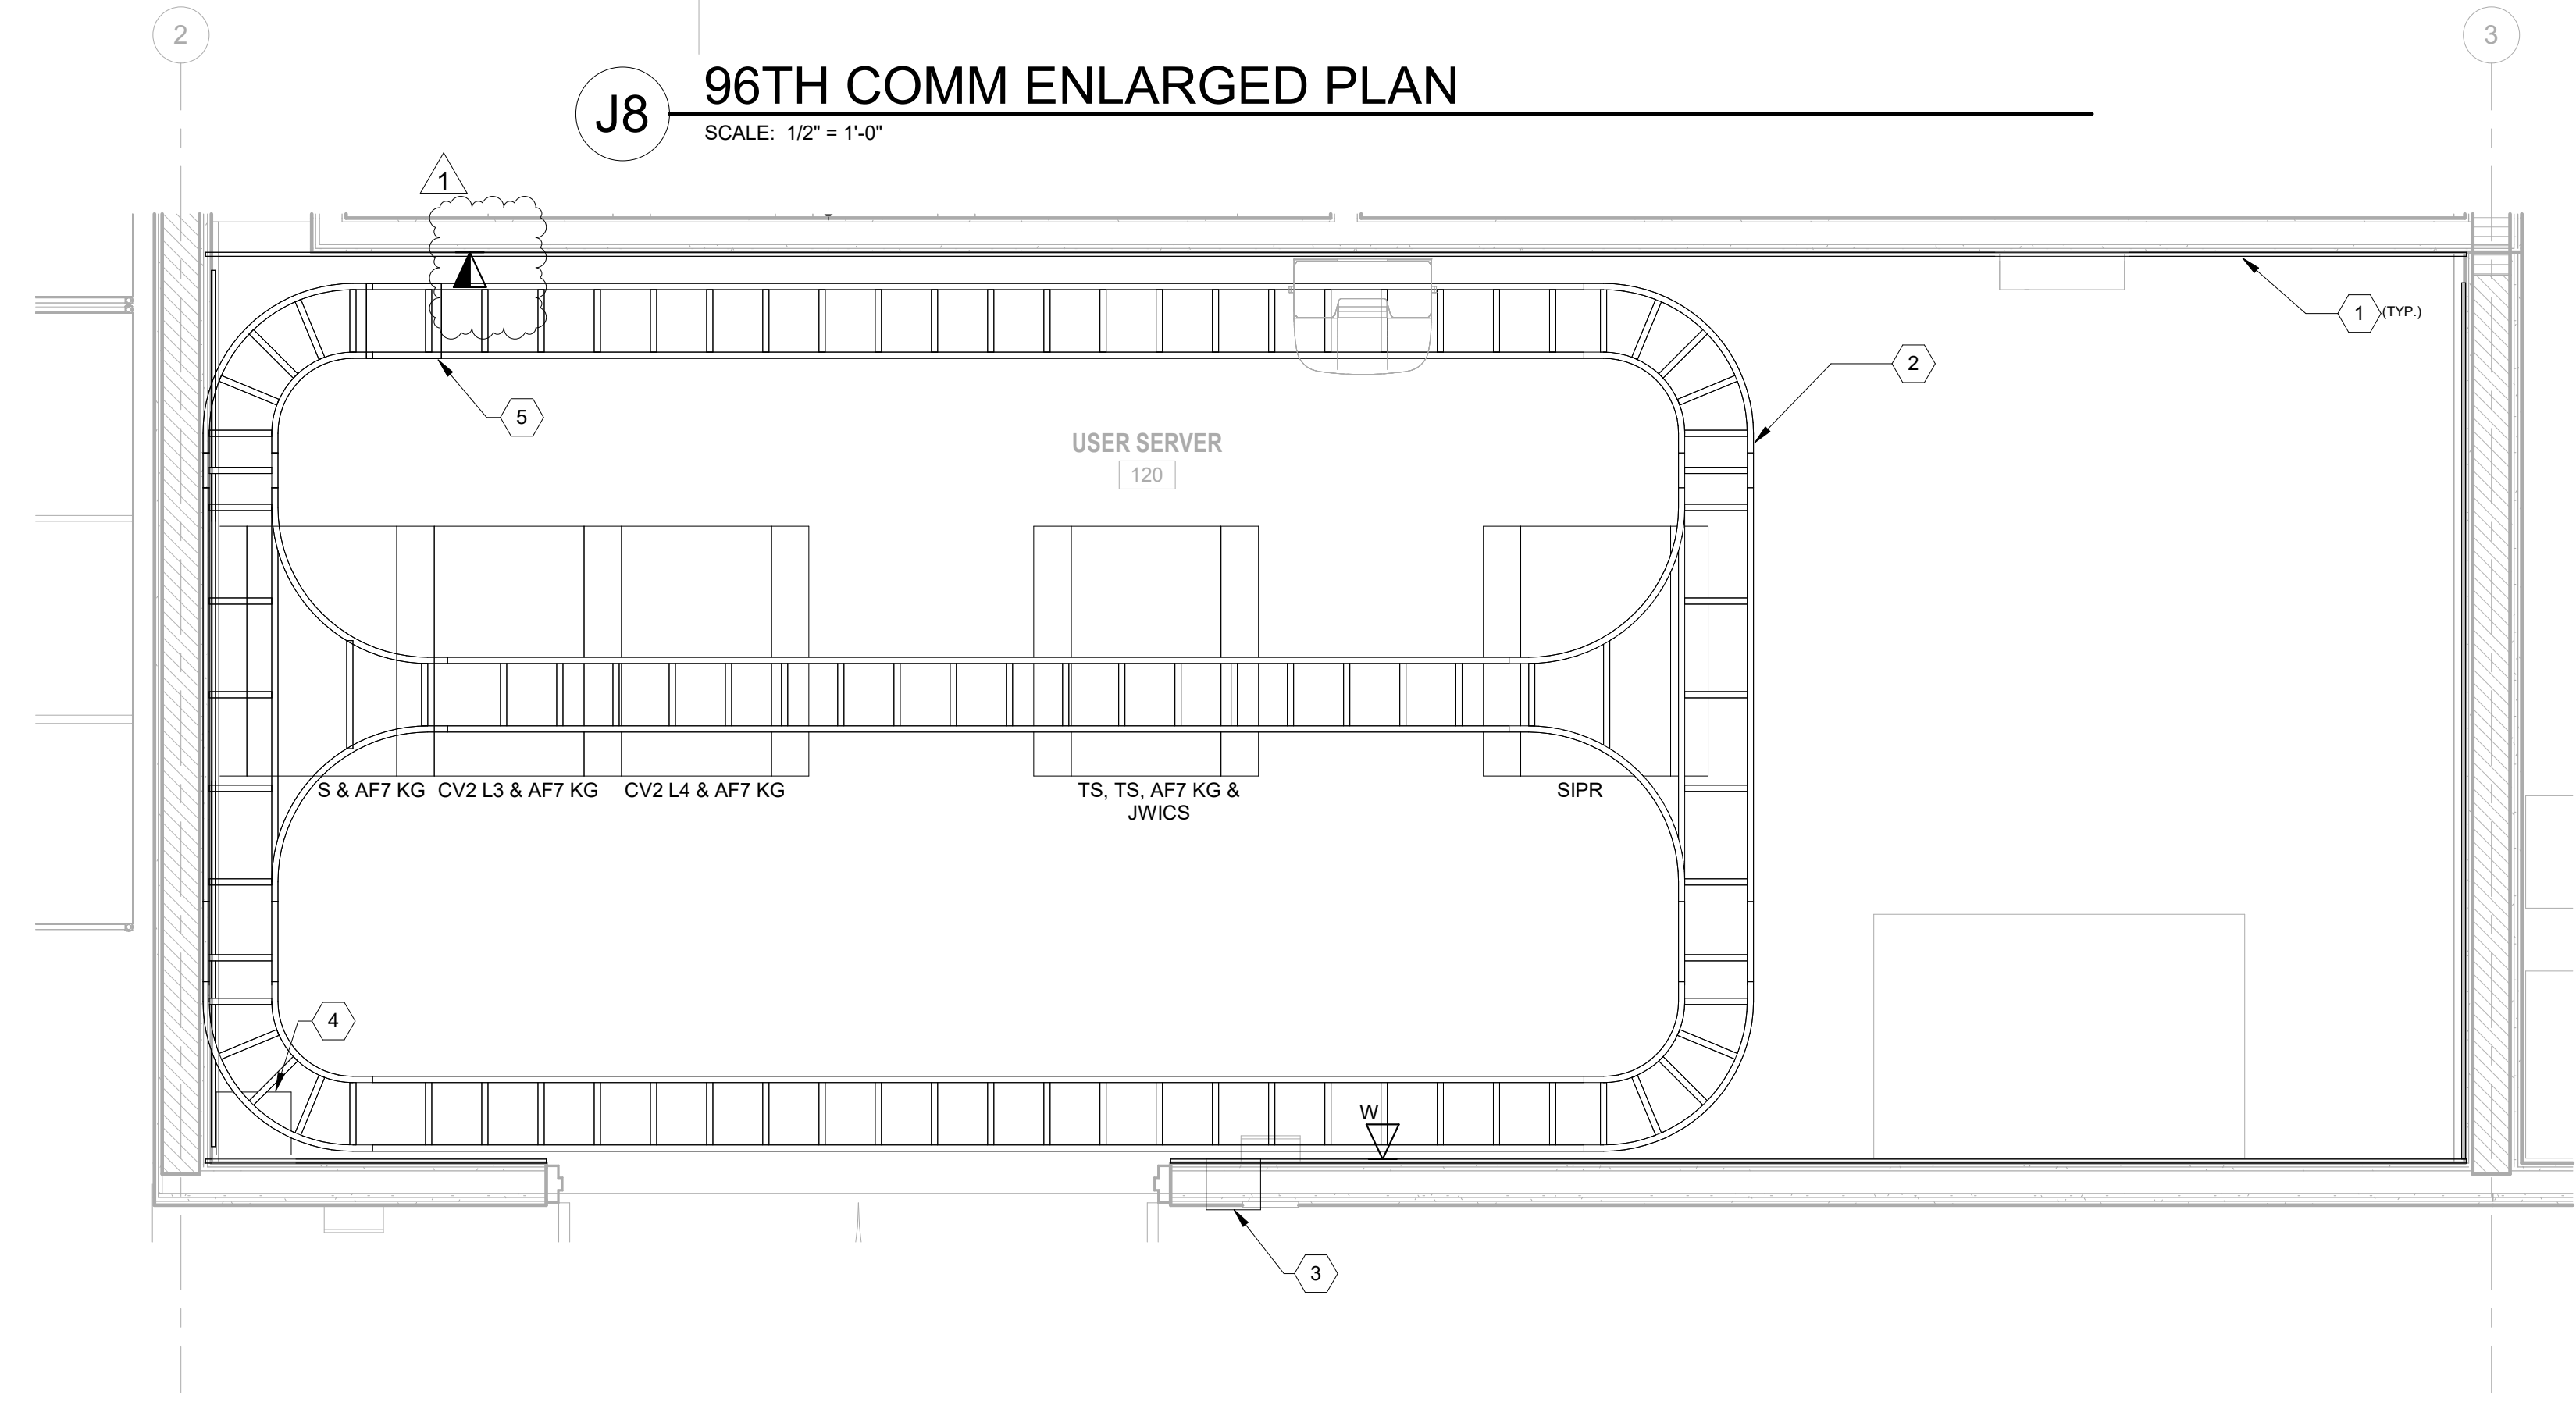 2
3
J8
96TH COMM ENLARGED PLAN
SCALE: 1/2" = 1'-0"
1
1
(TYP.)
2
5
USER SERVER
120
S & AF7 KG
CV2 L3 & AF7 KG
CV2 L4 & AF7 KG
TS, TS, AF7 KG &
JWICS
SIPR
4
W
3